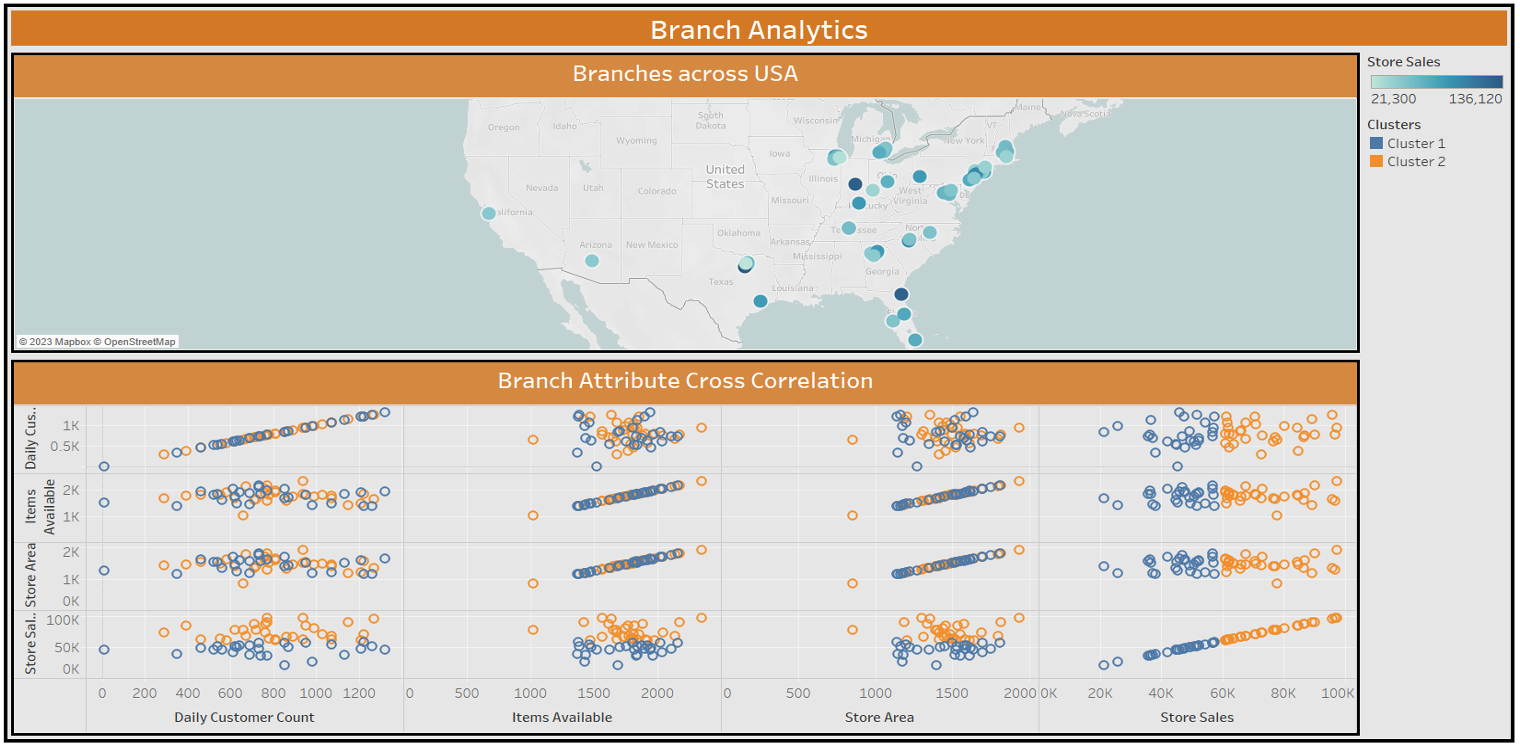 Branch Analytics
Branches across USA
Store Sales
21,300 136,120
Clusters
Cluster 1
Cluster 2
Maine
Nova Scotia
Oregon
Idaho
South
Dakota
Wisconsin
Michigan
VT
Wyoming
New York
Iowa
Nevada
Utah
Colorado
United
States
Illinois
West
Virginia
Missouri
California
Oklahoma
Arizona
New Mexico
Arkansas
Mississippi
Georgia
Texas
Louisiana
© 2023 Mapbox © OpenStreetMap
Branch Attribute Cross Correlation
Daily Cus..
1K
0.5K
Items
Available
2K
1K
Store Area
2K
1K
0K
Store Sal..
100K
50K
0K
0 200 400 600 800 1000 1200 0 500 1000 1500 2000 0 500 1000 1500 2000 0K 20K 40K 60K 80K 100K
Daily Customer Count Items Available Store Area Store Sales